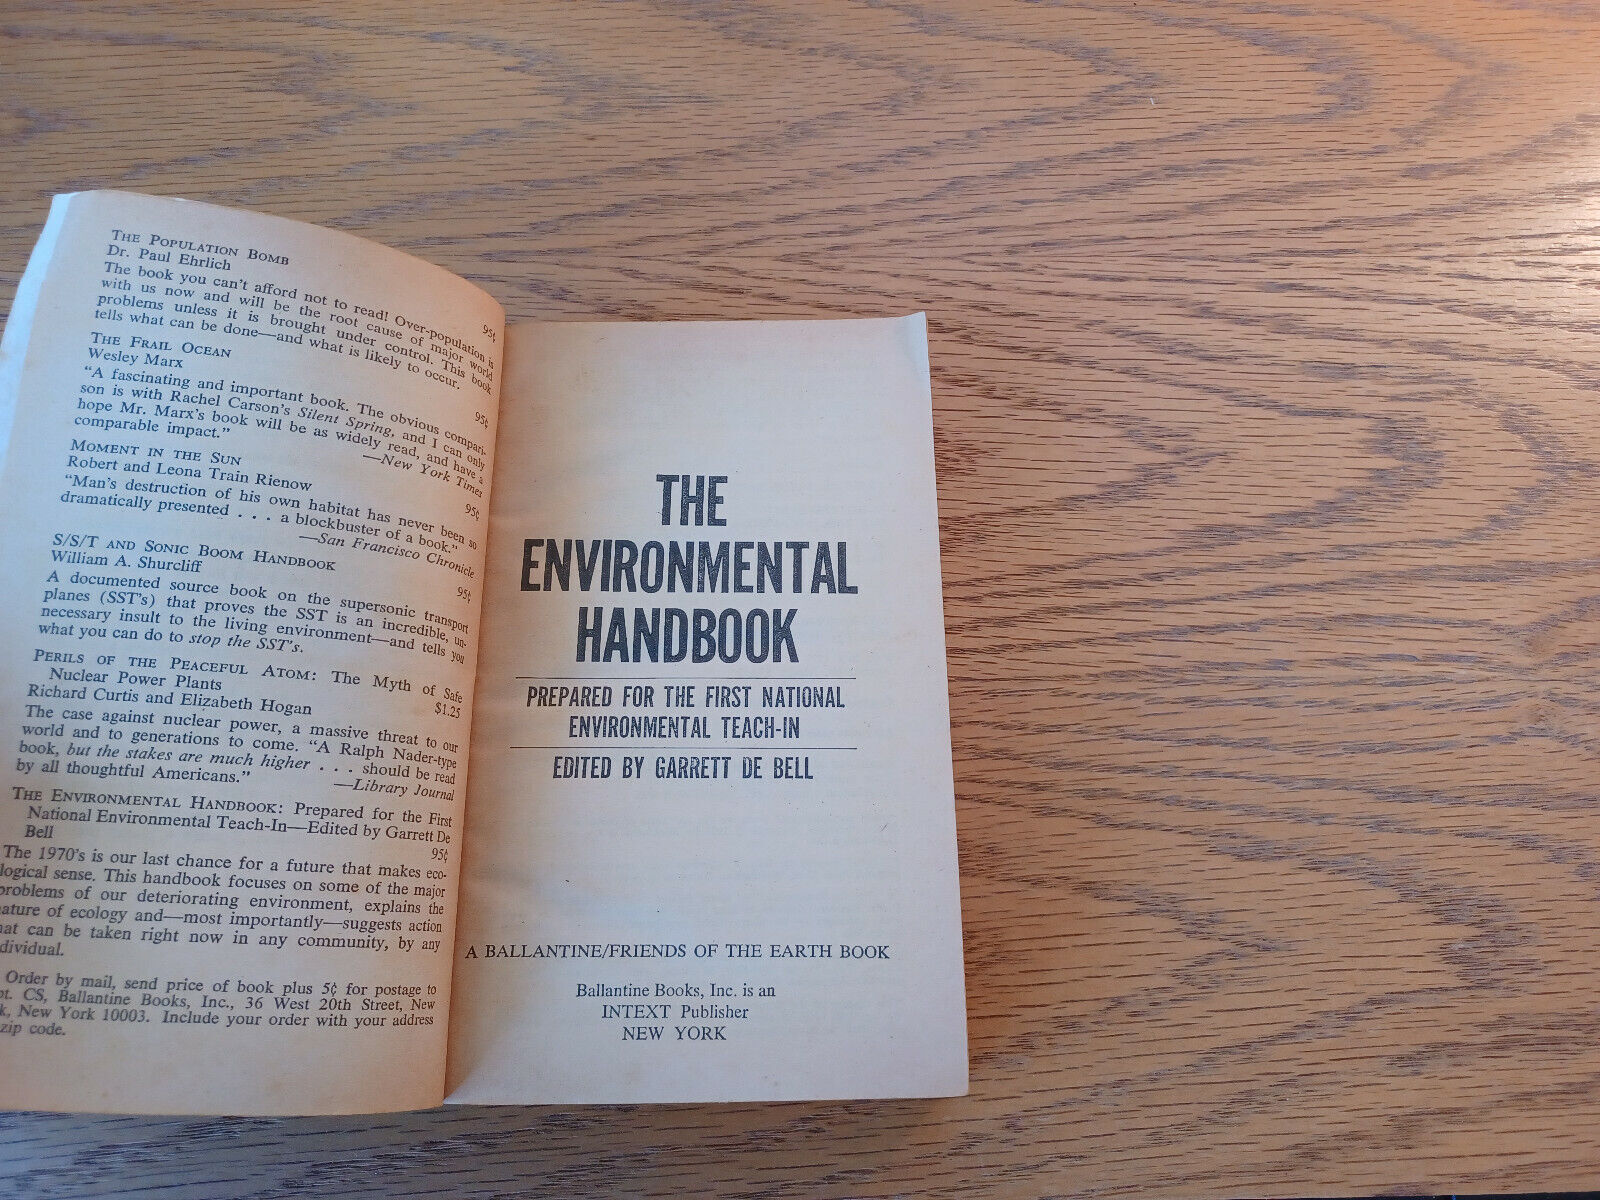 THE POPULATION BOMB
Dr. Paul Ehrlich 95¢
The book you can't afford not to read! Over-population is
with us now and will be the root cause of major world
problems unless it is brought under control. This book
tells what can be done—and what is likely to occur.
THE FRAIL OCEAN
Wesley Marx 95¢
"A fascinating and important book. The obvious compari-
son is with Rachel Carson's Silent Spring, and I can only
hope Mr. Marx's book will be as widely read, and have a
comparable impact."
—New York Times
MOMENT IN THE SUN
Robert and Leona Train Rienow 95¢
"Man's destruction of his own habitat has never been so
dramatically presented . . . a blockbuster of a book."
—San Francisco Chronicle
S/S/T AND SONIC BOOM HANDBOOK
William A. Shurcliff 95¢
A documented source book on the supersonic transport
planes (SST's) that proves the SST is an incredible, un-
necessary insult to the living environment—and tells you
what you can do to stop the SST's.
PERILS OF THE PEACEFUL ATOM: The Myth of Safe
Nuclear Power Plants
Richard Curtis and Elizabeth Hogan $1.25
The case against nuclear power, a massive threat to our
world and to generations to come. "A Ralph Nader-type
book, but the stakes are much higher . . . should be read
by all thoughtful Americans."
—Library Journal
THE ENVIRONMENTAL HANDBOOK: Prepared for the First
National Environmental Teach-In—Edited by Garrett De
Bell 95¢
The 1970's is our last chance for a future that makes eco-
logical sense. This handbook focuses on some of the major
problems of our deteriorating environment, explains the
nature of ecology and—most importantly—suggests action
hat can be taken right now in any community, by any
dividual.
Order by mail, send price of book plus 5¢ for postage to
pt. CS, Ballantine Books, Inc., 36 West 20th Street, New
k, New York 10003. Include your order with your address
zip code.
THE
ENVIRONMENTAL
HANDBOOK
PREPARED FOR THE FIRST NATIONAL
ENVIRONMENTAL TEACH-IN
EDITED BY GARRETT DE BELL
A BALLANTINE/FRIENDS OF THE EARTH BOOK
Ballantine Books, Inc. is an
INTEXT Publisher
NEW YORK